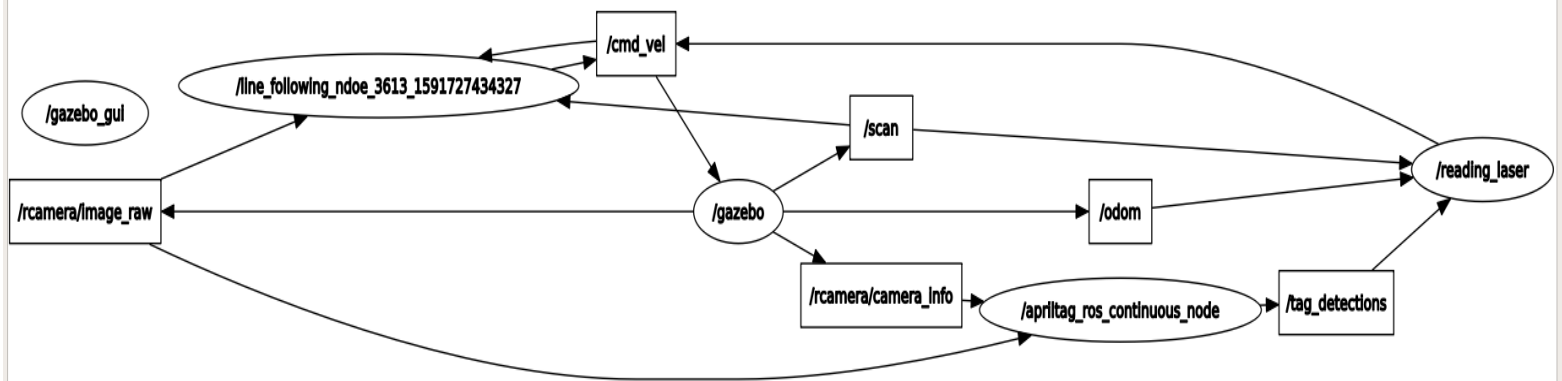 /cmd_vel
/line_following_ndoe_3613_1591727434327
/gazebo_gui
/scan
/reading_laser
/rcamera/image_raw
/gazebo
/odom
/rcamera/camera_info
/apriltag_ros_continuous_node
/tag_detections